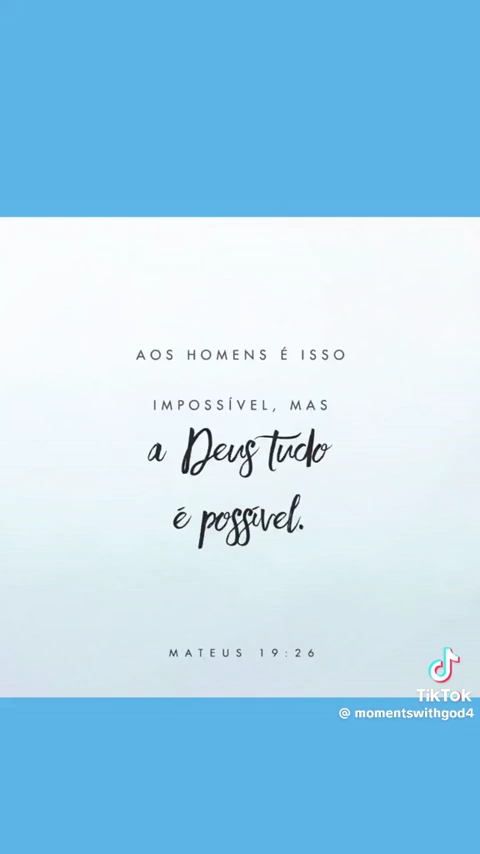 AOS HOMENS É ISSO
IMPOSSÍVEL, MAS
a Deus tudo
é possível.
MATEUS 19:26
TikTok
@ momentswithgod4